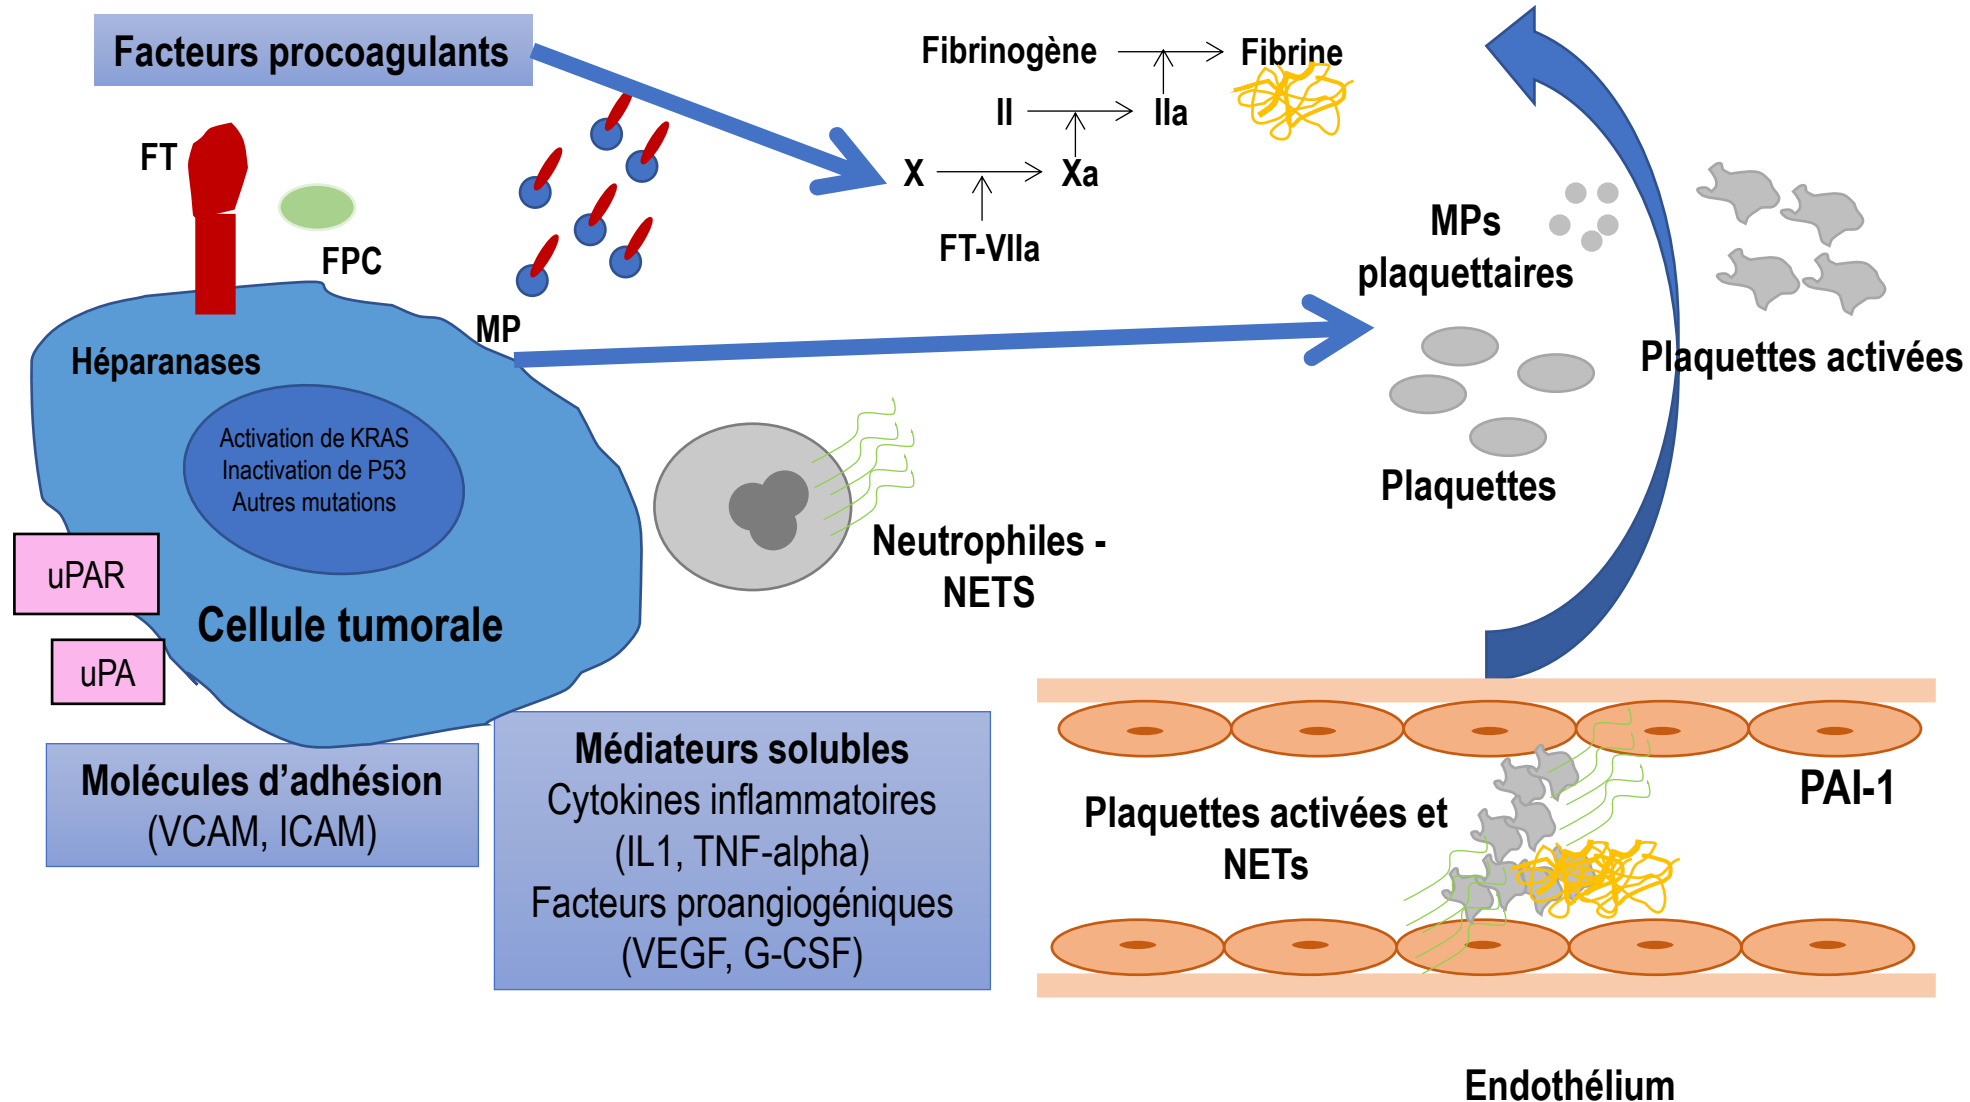 Facteurs procoagulants
Fibrinogène
Fibrine
II
IIa
X
Xa
FT-VIIa
FT
FPC
MP
Héparanases
Activation de KRAS
Inactivation de P53
Autres mutations
uPAR
Cellule tumorale
uPA
Molécules d’adhésion
(VCAM, ICAM)
Médiateurs solubles
Cytokines inflammatoires
(IL1, TNF-alpha)
Facteurs proangiogéniques
(VEGF, G-CSF)
Neutrophiles -
NETS
MPs
plaquettaires
Plaquettes activées
Plaquettes
PAI-1
Plaquettes activées et
NETs
Endothélium